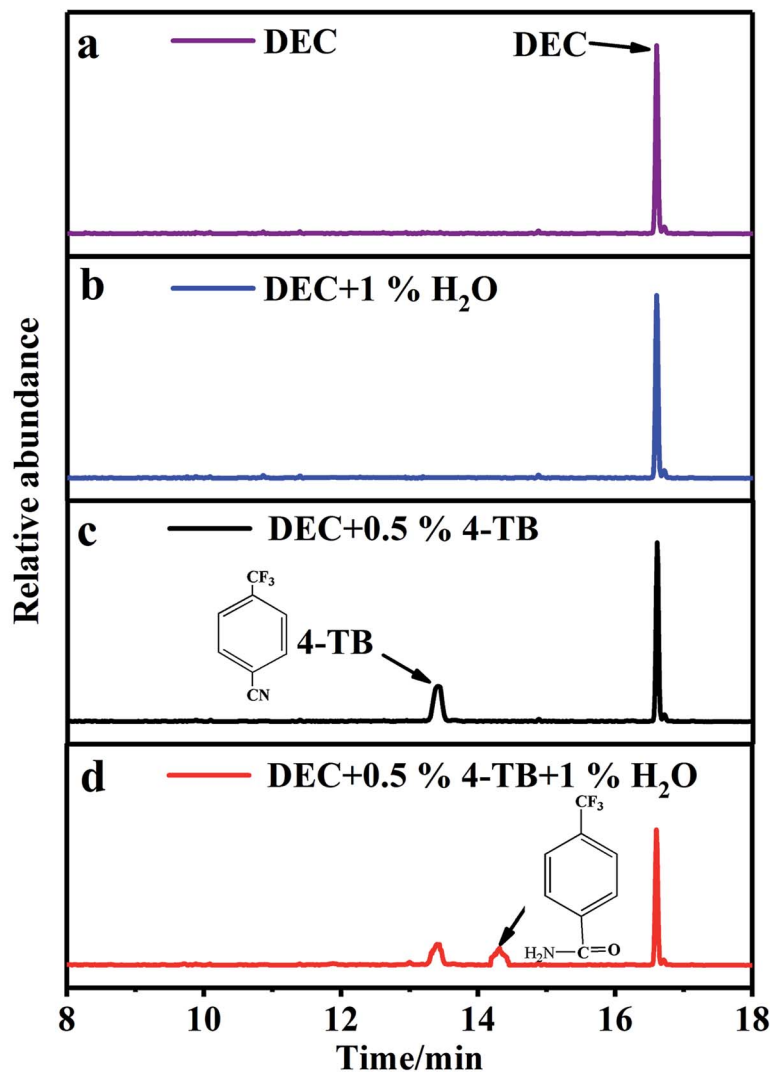 a
DEC
DEC
b
DEC+1 % H₂O
c
DEC+0.5 % 4-TB
CF₃
4-TB
CN
d
DEC+0.5 % 4-TB+1 % H₂O
CF₃
H₂N—C=O
8 10 12 14 16 18
Time/min
Relative abundance